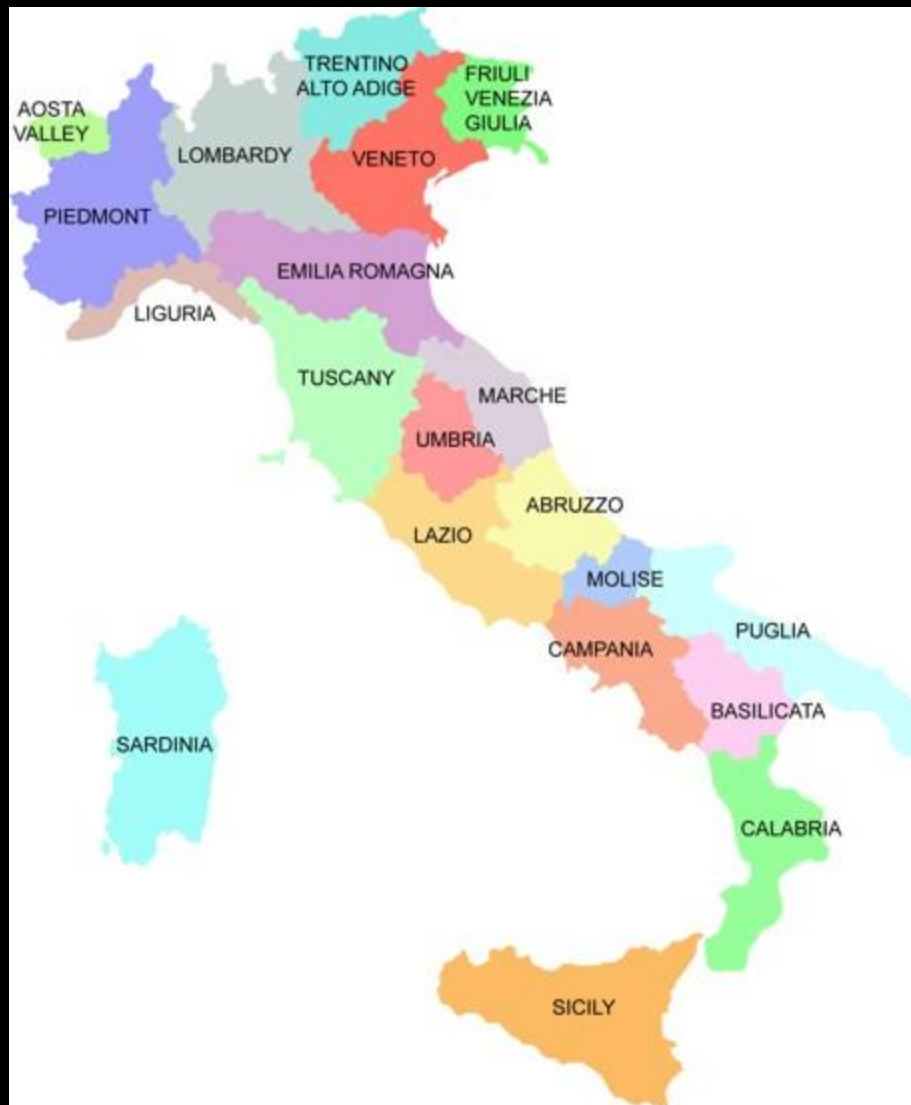 TRENTINO
ALTO ADIGE
FRIULI
VENEZIA
GIULIA
AOSTA
VALLEY
LOMBARDY
VENETO
PIEDMONT
EMILIA ROMAGNA
LIGURIA
TUSCANY
MARCHE
UMBRIA
ABRUZZO
LAZIO
MOLISE
PUGLIA
CAMPANIA
BASILICATA
SARDINIA
CALABRIA
SICILY